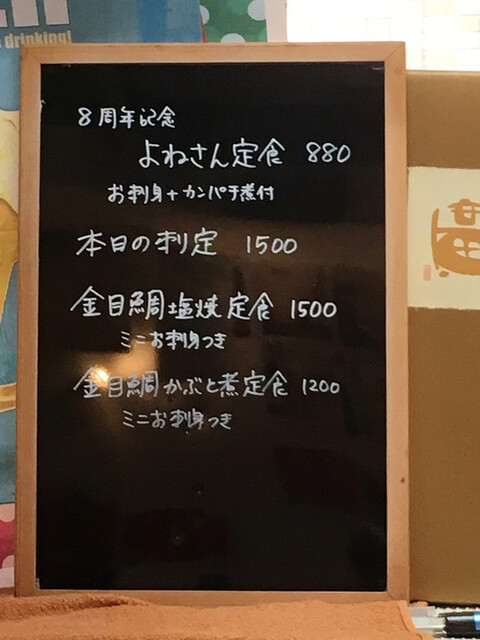 drinking!
8周年記念
よねさん定食 880
お刺身+カンパチ煮付
本日の刺定 1500
金目鯛塩焼定食 1500
ミニお刺身つき
金目鯛かぶと煮定食 1200
ミニお刺身つき